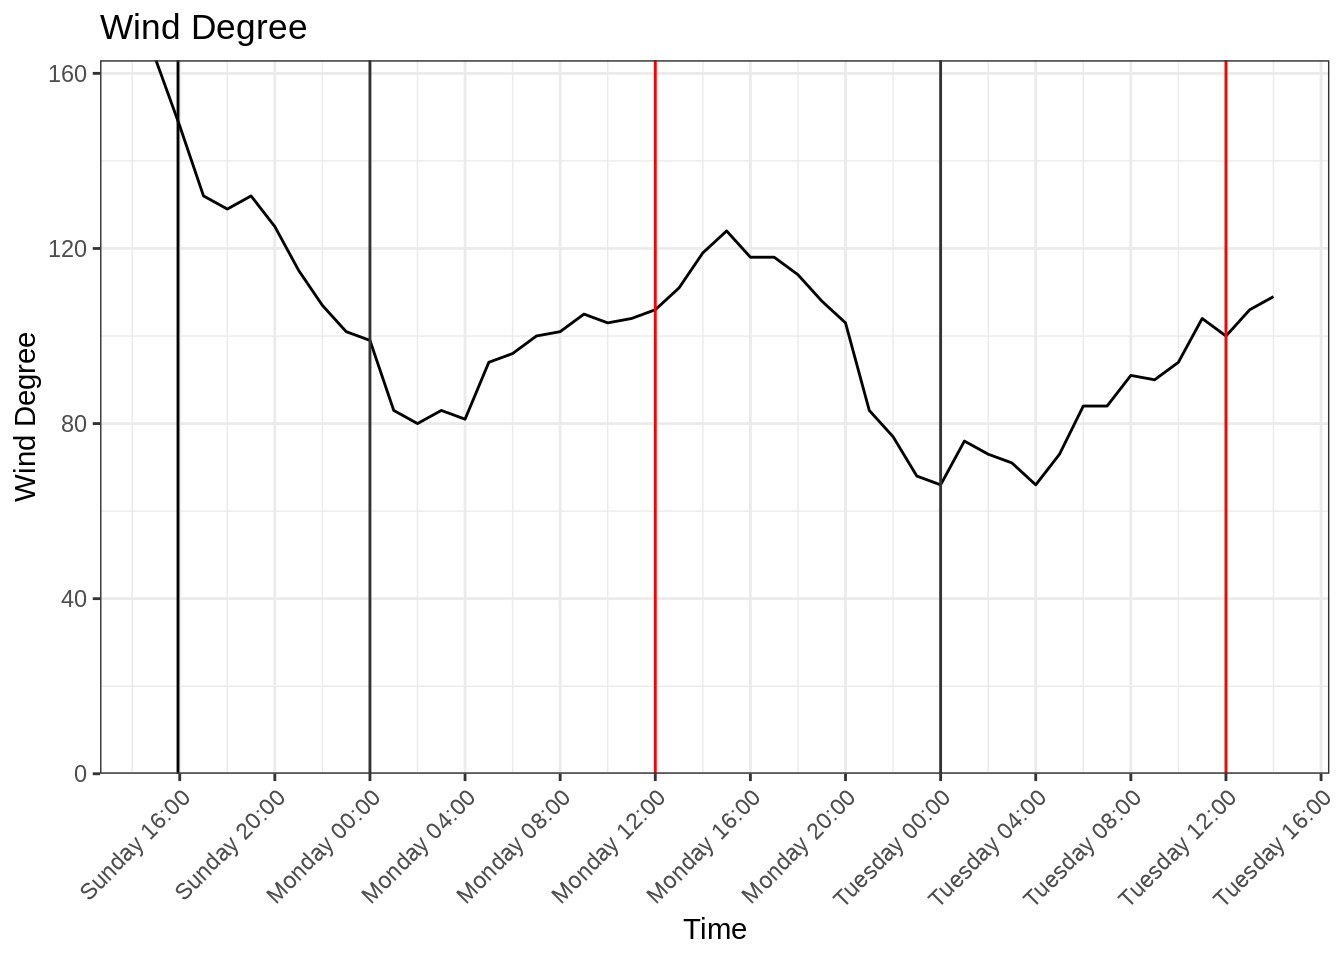 Wind Degree
160
120
80
40
0
Wind Degree
Sunday 16:00
Sunday 20:00
Monday 00:00
Monday 04:00
Monday 08:00
Monday 12:00
Monday 16:00
Monday 20:00
Tuesday 00:00
Tuesday 04:00
Tuesday 08:00
Tuesday 12:00
Tuesday 16:00
Time